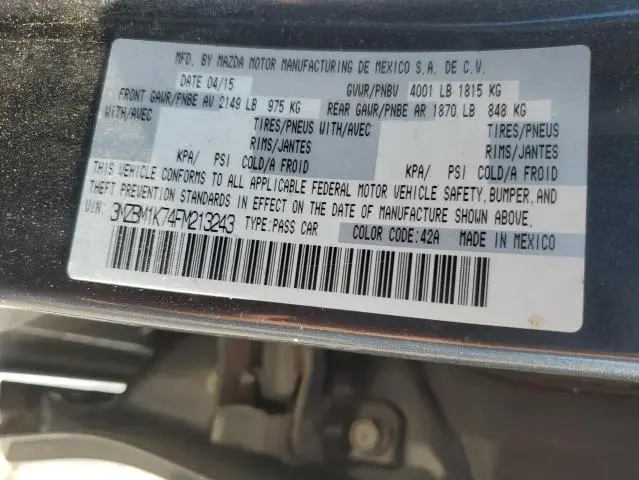 MFD. BY MAZDA MOTOR MANUFACTURING DE MEXICO S.A. DE C.V.
DATE 04/15 GVWR/PNBV 4001 LB 1815 KG
FRONT GAWR/PNBE AV 2149 LB 975 KG REAR GAWR/PNBE AR 1870 LB 848 KG
WITH/AVEC TIRES/PNEUS WITH/AVEC TIRES/PNEUS
RIMS/JANTES RIMS/JANTES
KPA/ PSI COLD/A FROID KPA/ PSI COLD/A FROID
THIS VEHICLE CONFORMS TO ALL APPLICABLE FEDERAL MOTOR VEHICLE SAFETY, BUMPER, AND
THEFT PREVENTION STANDARDS IN EFFECT ON THE DATE OF MANUFACTURE SHOWN ABOVE.
VIN: 3MZBM1K74FM213243 TYPE:PASS CAR COLOR CODE:42A MADE IN MEXICO